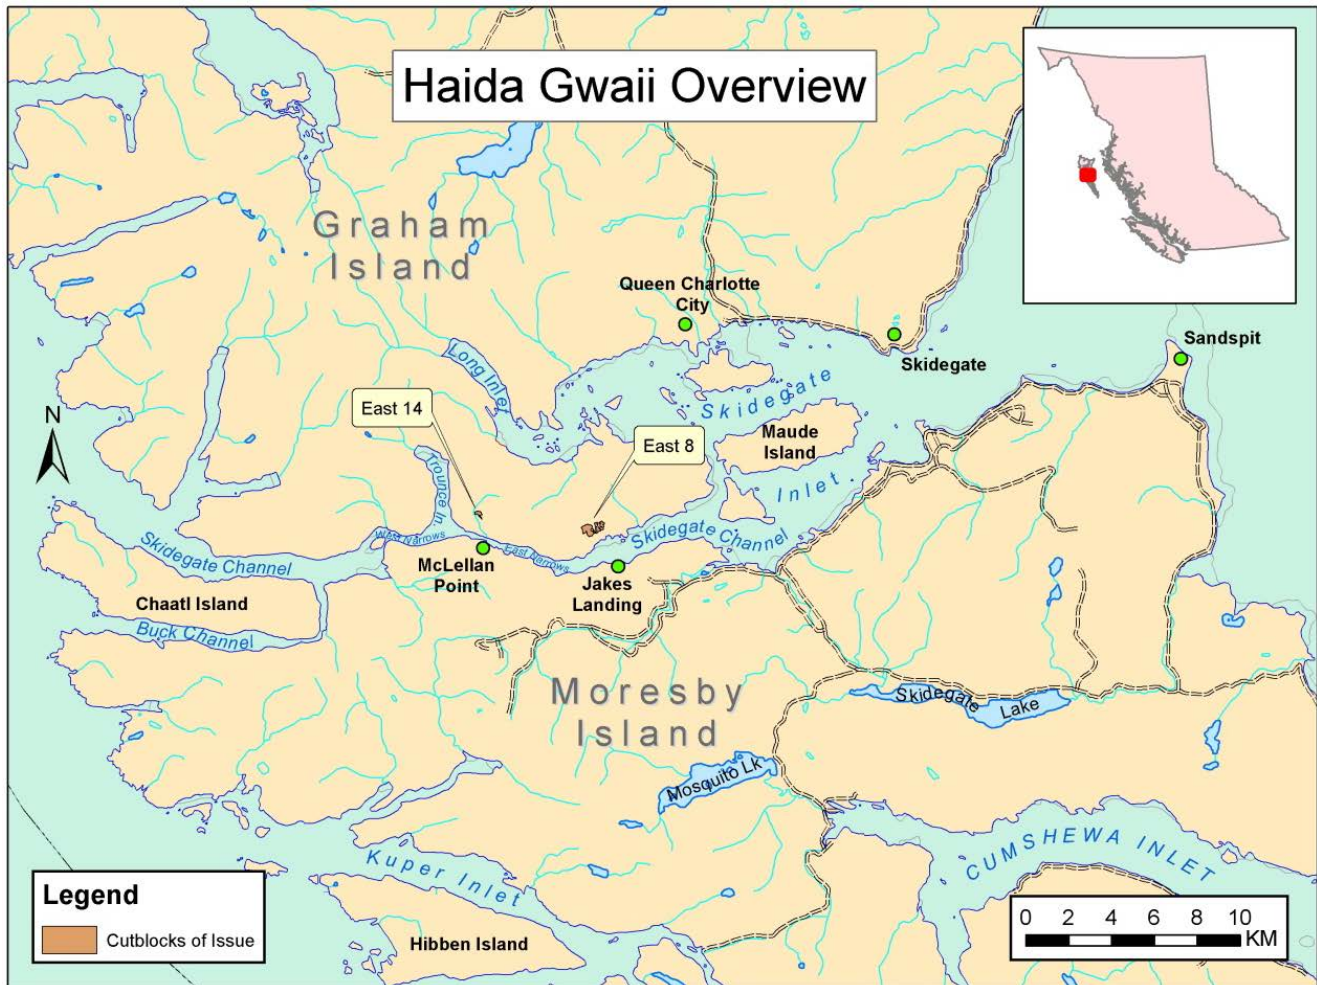 Haida Gwaii Overview
Graham
Island
Queen Charlotte
City
Skidegate
Sandspit
Long Inlet
Skidegate
Inlet
Maude
Island
East 14
East 8
N
Trounce In.
West Narrows
East Narrows
Skidegate Channel
Skidegate Channel
McLellan
Point
Jakes
Landing
Chaatl Island
Buck Channel
Moresby
Island
Skidegate
Lake
Mosquito Lk
Kuper Inlet
CUMSHEWA INLET
Hibben Island
Legend
Cutblocks of Issue
0 2 4 6 8 10
KM